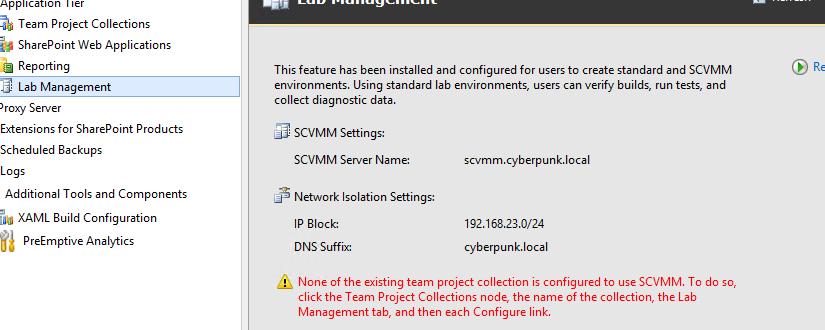 Application Tier
Lab Management
Team Project Collections
SharePoint Web Applications
Reporting
Lab Management
Proxy Server
Extensions for SharePoint Products
Scheduled Backups
Logs
Additional Tools and Components
XAML Build Configuration
PreEmptive Analytics
This feature has been installed and configured for users to create standard and SCVMM
environments. Using standard lab environments, users can verify builds, run tests, and
collect diagnostic data.
Re
SCVMM Settings:
SCVMM Server Name: scvmm.cyberpunk.local
Network Isolation Settings:
IP Block: 192.168.23.0/24
DNS Suffix: cyberpunk.local
None of the existing team project collection is configured to use SCVMM. To do so,
click the Team Project Collections node, the name of the collection, the Lab
Management tab, and then each Configure link.